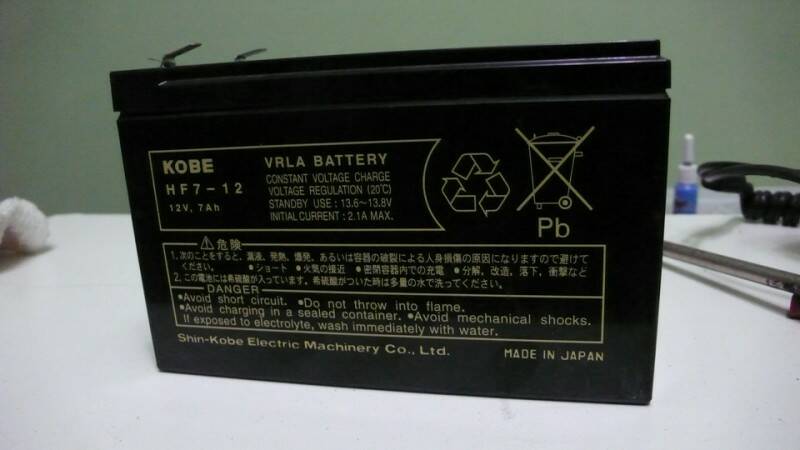 KOBE
HF7-12
12V, 7Ah
VRLA BATTERY
CONSTANT VOLTAGE CHARGE
VOLTAGE REGULATION (20℃)
STANDBY USE : 13.6~13.8V
INITIAL CURRENT : 2.1A MAX.
Pb
危険
1.次のことをすると、漏液、発熱、爆発、あるいは容器の破裂による人身損傷の原因になりますので避けて
ください。 •ショート •火気の接近 •密閉容器内での充電 •分解、改造、落下、衝撃など
2.この電池には希硫酸が入っています。希硫酸がついた時は多量の水で洗ってください。
DANGER
•Avoid short circuit. •Do not throw into flame.
•Avoid charging in a sealed container. •Avoid mechanical shocks.
If exposed to electrolyte, wash immediately with water.
Shin-Kobe Electric Machinery Co., Ltd.
MADE IN JAPAN